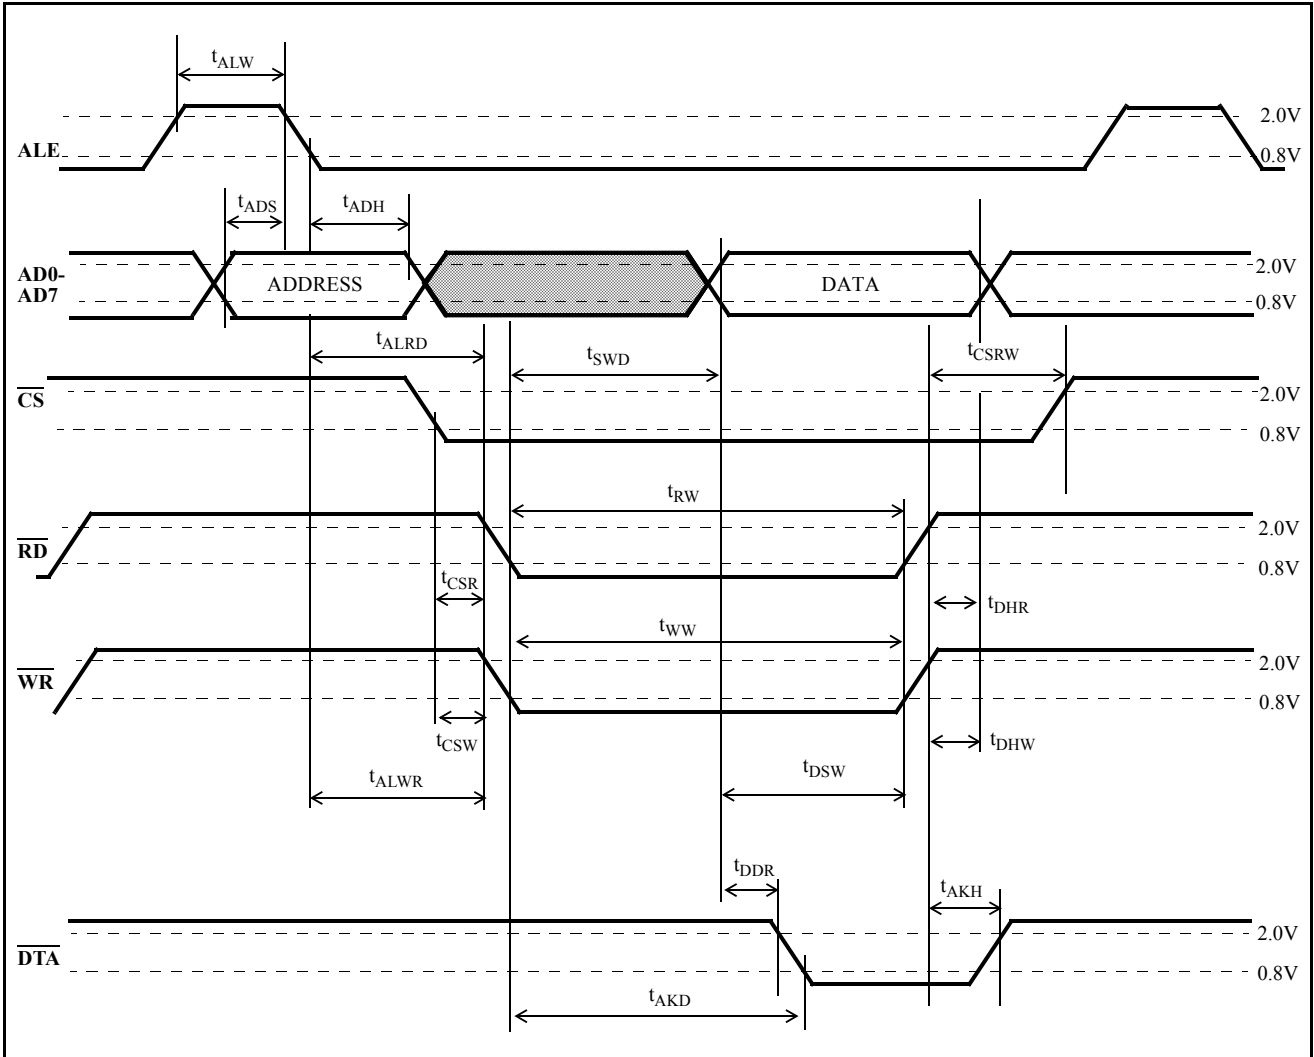 tALW
2.0V
ALE
0.8V
tADS
tADH
AD0-
AD7
ADDRESS
DATA
2.0V
0.8V
tALRD
tSWD
tCSRW
CS
2.0V
0.8V
tRW
RD
2.0V
0.8V
tCSR
tDHR
tWW
WR
2.0V
0.8V
tCSW
tDHW
tALWR
tDSW
tDDR
tAKH
DTA
2.0V
0.8V
tAKD